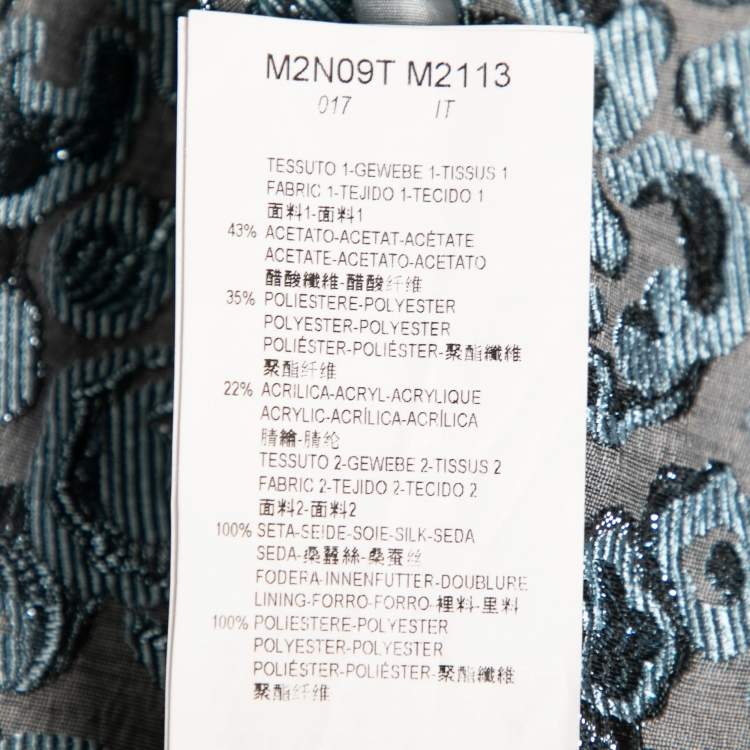 M2N09T M2113
017 IT
TESSUTO 1-GEWEBE 1-TISSUS 1
FABRIC 1-TEJIDO 1-TECIDO 1
面料1-面料1
43% ACETATO-ACETAT-ACÉTATE
ACETATE-ACETATO-ACETATO
醋酸纖維-醋酸纤维
35% POLIESTERE-POLYESTER
POLYESTER-POLYESTER
POLIÉSTER-POLIÉSTER-聚酯纖維
聚酯纤维
22% ACRILICA-ACRYL-ACRYLIQUE
ACRYLIC-ACRÍLICA-ACRÍLICA
腈纶-腈纶
TESSUTO 2-GEWEBE 2-TISSUS 2
FABRIC 2-TEJIDO 2-TECIDO 2
面料2-面料2
100% SETA-SEIDE-SOIE-SILK-SEDA
SEDA-桑蠶絲-桑蚕丝
FODERA-INNENFUTTER-DOUBLURE
LINING-FORRO-FORRO-裡料-里料
100% POLIESTERE-POLYESTER
POLYESTER-POLYESTER
POLIÉSTER-POLIÉSTER-聚酯纖維
聚酯纤维